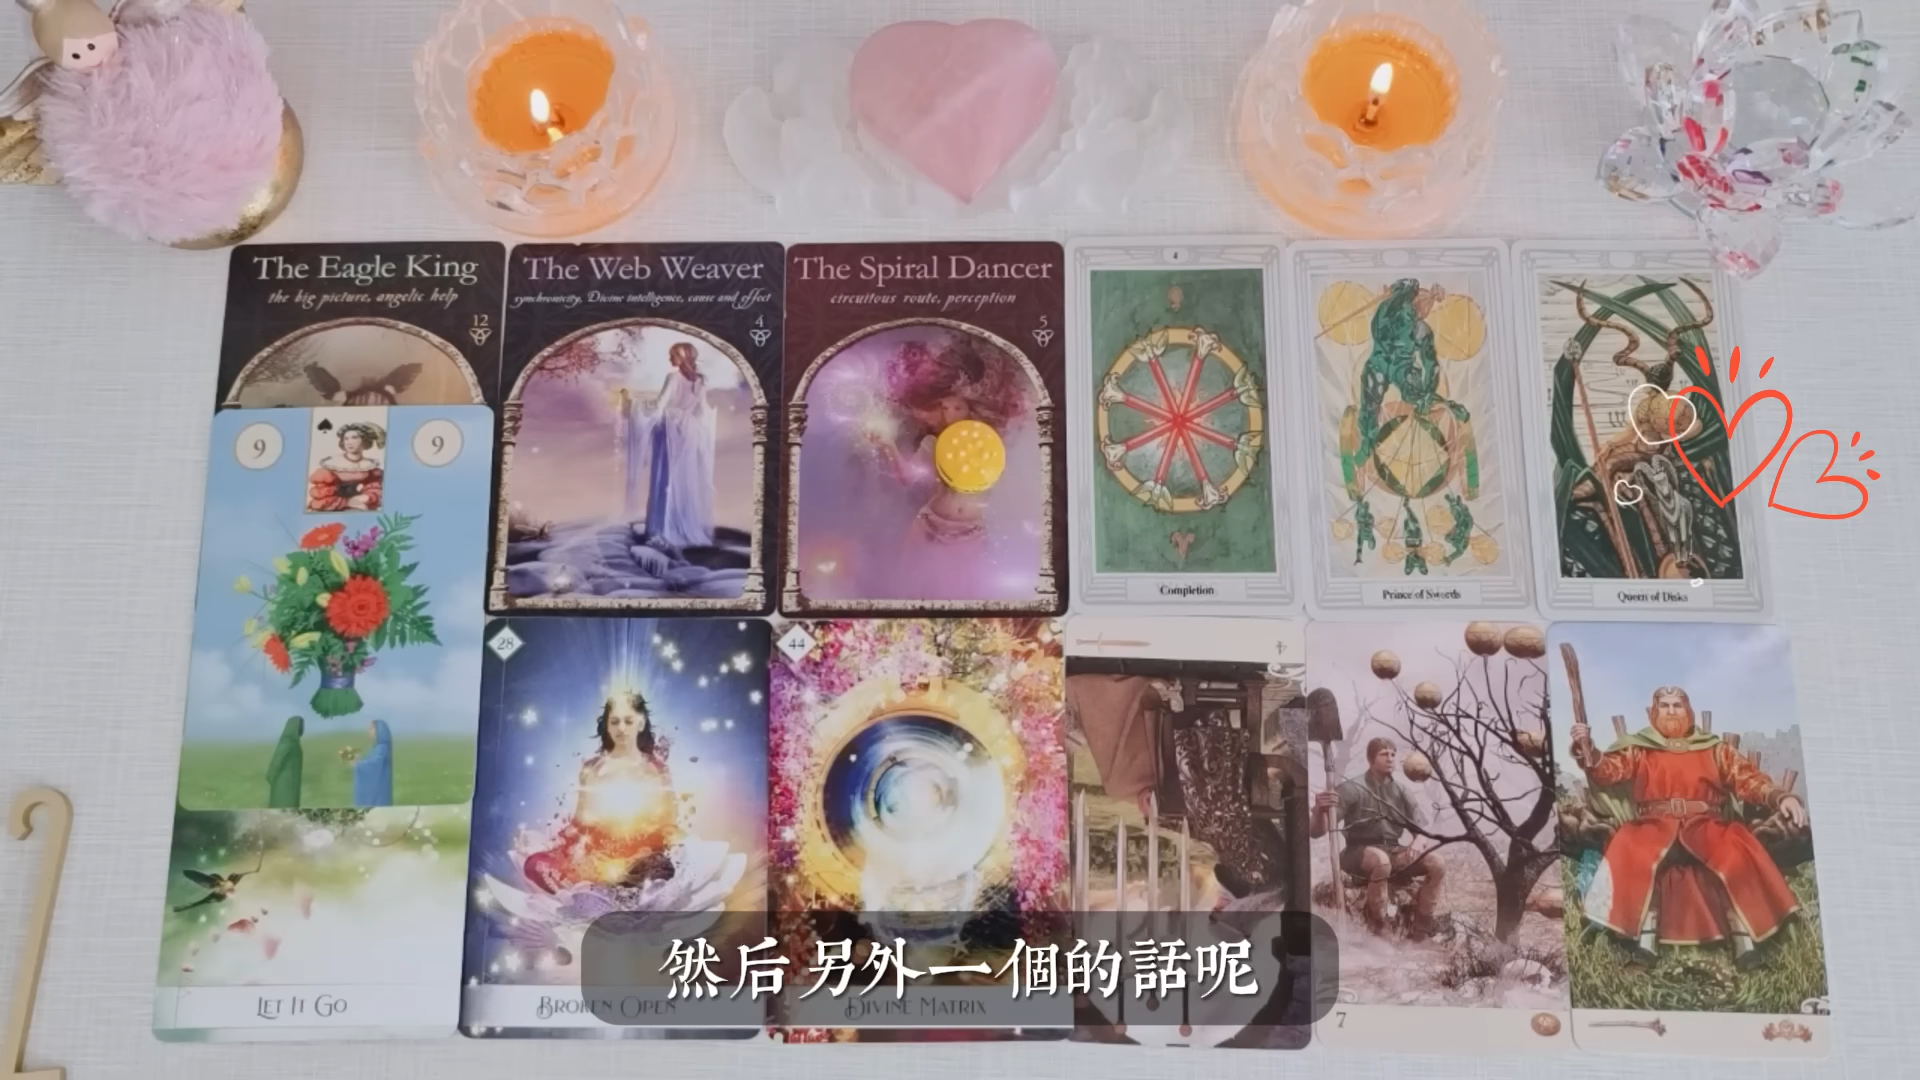 The Eagle King
the big picture, angelic help
12
The Web Weaver
synchronicity, Divine intelligence, cause and effect
4
The Spiral Dancer
circuitous route, perception
5
4
Completion
Prince of Swords
Queen of Disks
9
9
28
44
4
7
LET IT GO
BROKEN OPEN
DIVINE MATRIX
然后另外一個的話呢